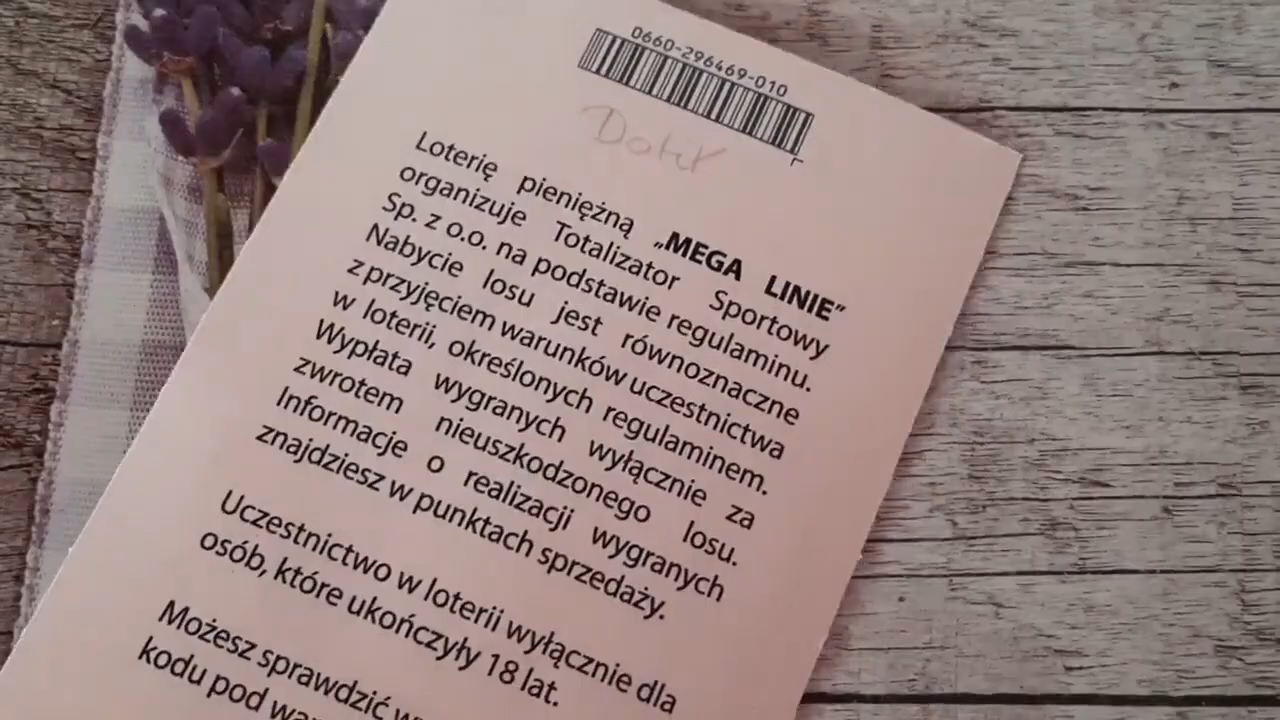 0660-296469-010
r
Loterię pieniężną „MEGA LINIE”
organizuje Totalizator Sportowy
Sp. z o.o. na podstawie regulaminu.
Nabycie losu jest równoznaczne
z przyjęciem warunków uczestnictwa
w loterii, określonych regulaminem.
Wypłata wygranych wyłącznie za
zwrotem nieuszkodzonego losu.
Informacje o realizacji wygranych
znajdziesz w punktach sprzedaży.
Uczestnictwo w loterii wyłącznie dla
osób, które ukończyły 18 lat.
Możesz sprawdzić
kodu pod